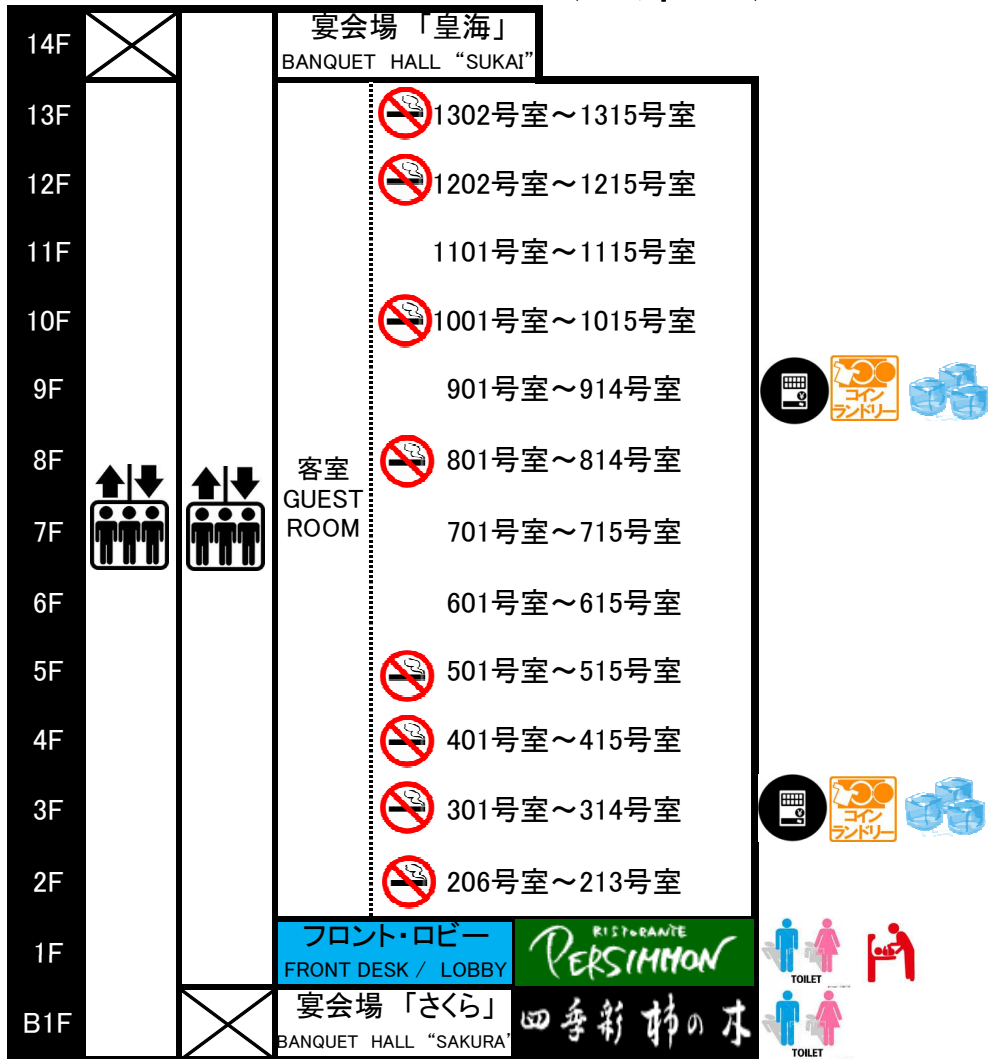 14F
宴会場 「皇海」
BANQUET HALL “SUKAI”
13F
1302号室～1315号室
12F
1202号室～1215号室
11F
1101号室～1115号室
10F
1001号室～1015号室
9F
901号室～914号室
コイン
ランドリー
8F
801号室～814号室
客室
GUEST
ROOM
7F
701号室～715号室
6F
601号室～615号室
5F
501号室～515号室
4F
401号室～415号室
3F
301号室～314号室
コイン
ランドリー
2F
206号室～213号室
1F
フロント・ロビー
FRONT DESK / LOBBY
RISTORANTE
PERSIMMON
TOILET
B1F
宴会場 「さくら」
BANQUET HALL “SAKURA”
四季彩 柿の木
TOILET